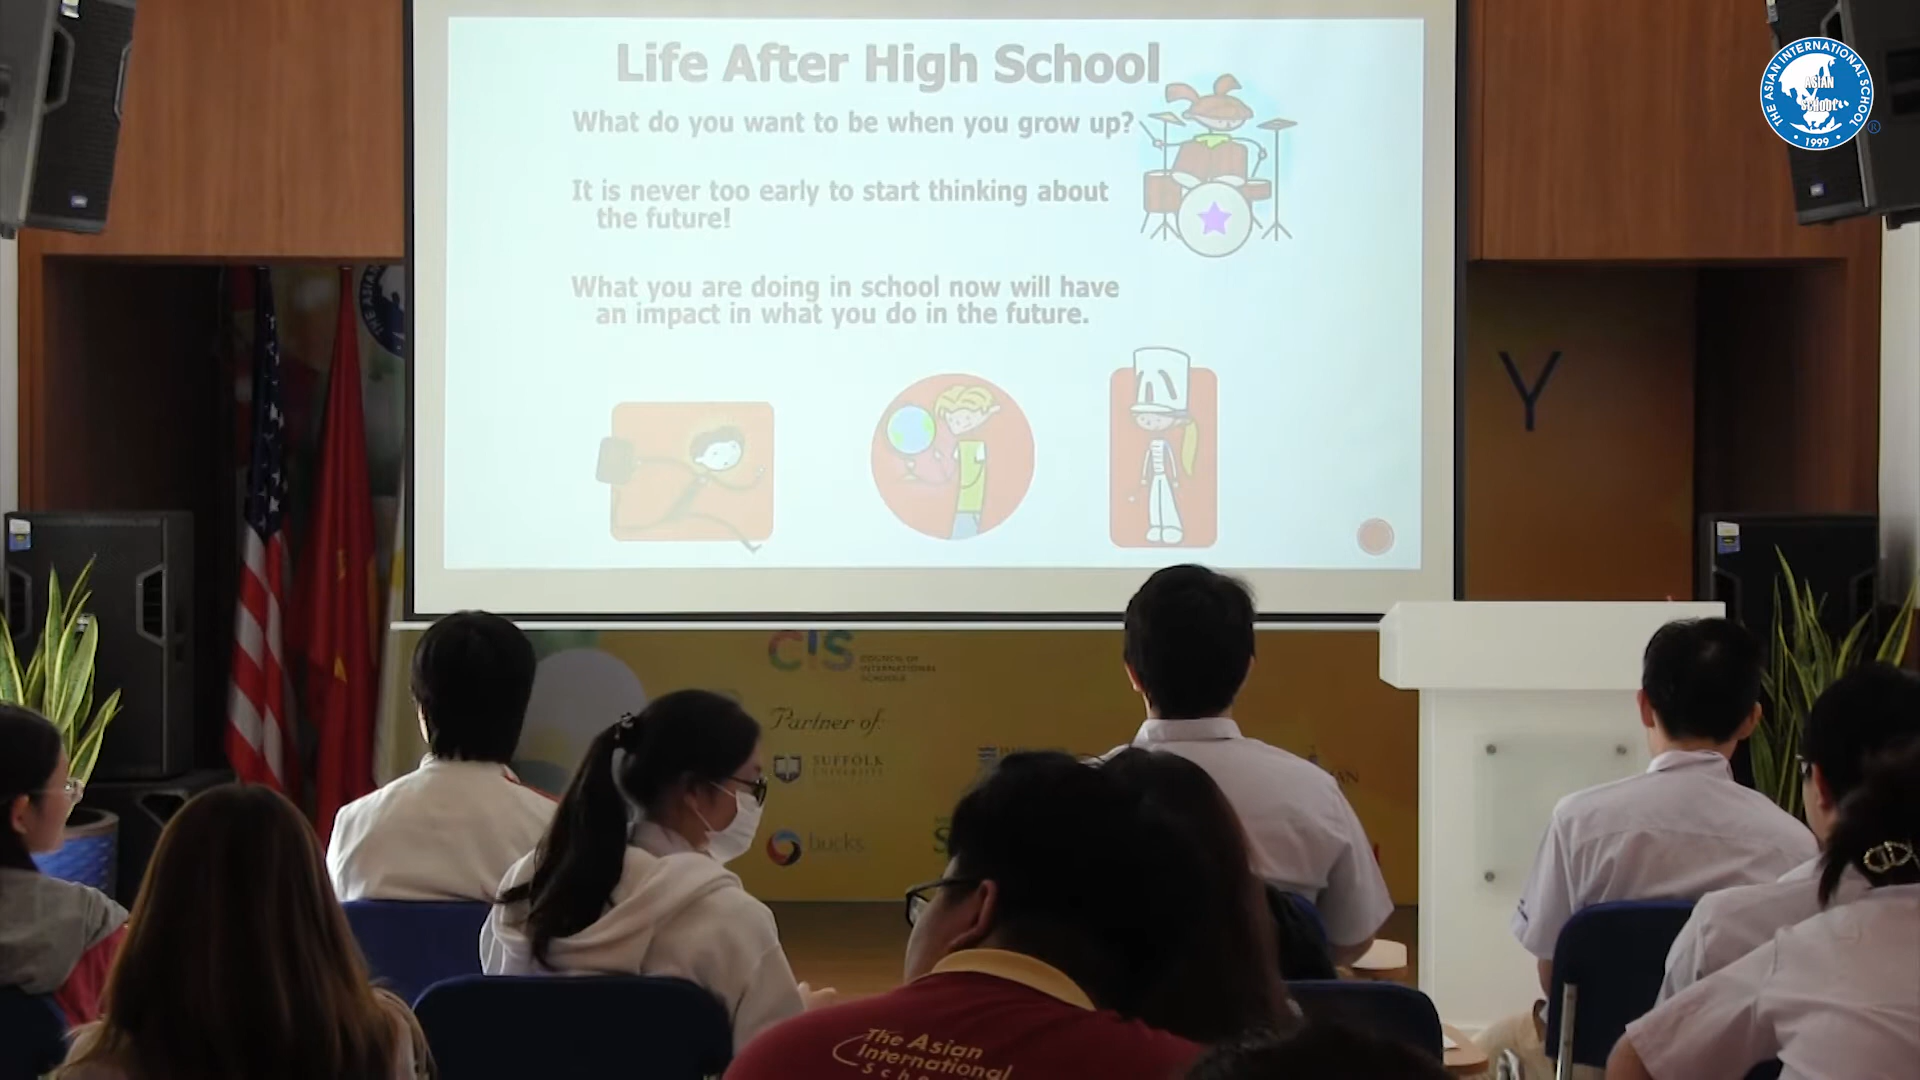 Life After High School
What do you want to be when you grow up?
It is never too early to start thinking about
the future!
What you are doing in school now will have
an impact in what you do in the future.
THE ASIAN INTERNATIONAL SCHOOL
ASIAN
SCHOOL
1999
®
THE ASIAN
Y
CIS
COUNCIL OF
INTERNATIONAL
SCHOOLS
Partner of:
SUFFOLK
UNIVERSITY
bucks
The Asian
International